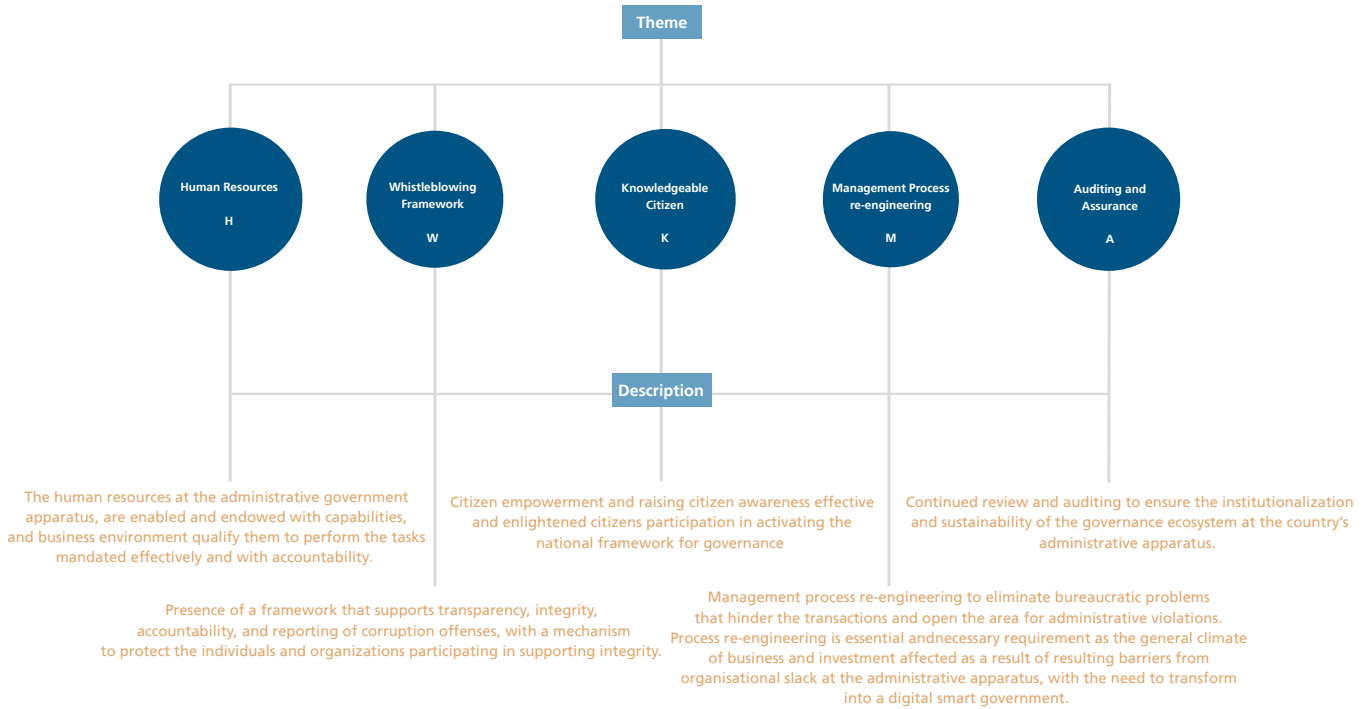 Theme
Human Resources
H
Whistleblowing
Framework
W
Knowledgeable
Citizen
K
Management Process
re-engineering
M
Auditing and
Assurance
A
Description
The human resources at the administrative government
apparatus, are enabled and endowed with capabilities,
and business environment qualify them to perform the tasks
mandated effectively and with accountability.
Citizen empowerment and raising citizen awareness effective
and enlightened citizens participation in activating the
national framework for governance
Continued review and auditing to ensure the institutionalization
and sustainability of the governance ecosystem at the country's
administrative apparatus.
Presence of a framework that supports transparency, integrity,
accountability, and reporting of corruption offenses, with a mechanism
to protect the individuals and organizations participating in supporting integrity.
Management process re-engineering to eliminate bureaucratic problems
that hinder the transactions and open the area for administrative violations.
Process re-engineering is essential andnecessary requirement as the general climate
of business and investment affected as a result of resulting barriers from
organisational slack at the administrative apparatus, with the need to transform
into a digital smart government.